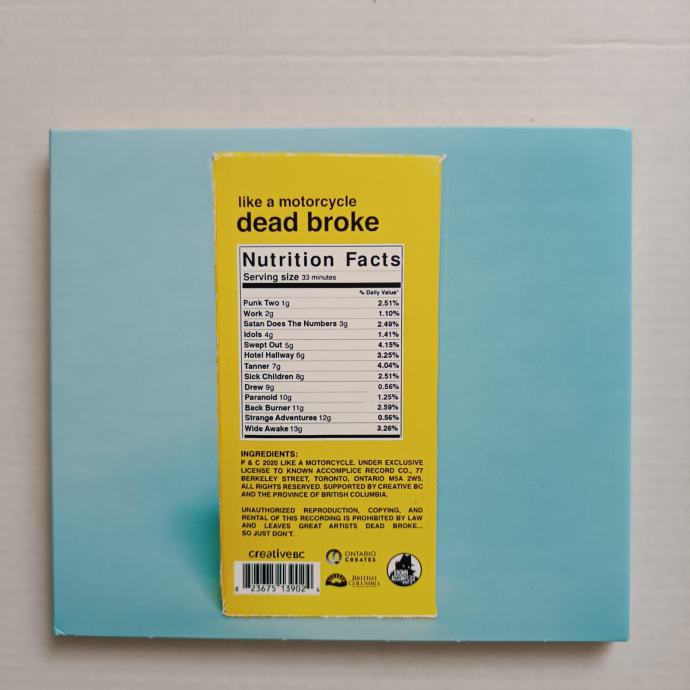 like a motorcycle
dead broke
Nutrition Facts
Serving size 33 minutes
% Daily Value*
Punk Two 1g 2.51%
Work 2g 1.10%
Satan Does The Numbers 3g 2.49%
Idols 4g 1.41%
Swept Out 5g 4.15%
Hotel Hallway 6g 3.25%
Tanner 7g 4.04%
Sick Children 8g 2.51%
Drew 9g 0.56%
Paranoid 10g 1.25%
Back Burner 11g 2.59%
Strange Adventures 12g 0.56%
Wide Awake 13g 3.26%
INGREDIENTS:
P & C 2020 LIKE A MOTORCYCLE. UNDER EXCLUSIVE
LICENSE TO KNOWN ACCOMPLICE RECORD CO., 77
BERKELEY STREET, TORONTO, ONTARIO M5A 2W5.
ALL RIGHTS RESERVED. SUPPORTED BY CREATIVE BC
AND THE PROVINCE OF BRITISH COLUMBIA.
UNAUTHORIZED REPRODUCTION, COPYING, AND
RENTAL OF THIS RECORDING IS PROHIBITED BY LAW
AND LEAVES GREAT ARTISTS DEAD BROKE...
SO JUST DON'T.
creativeBC
ONTARIO
CREATES
BRITISH
COLUMBIA
KNOWN
ACCOMPLICE
8 23675 13902 4